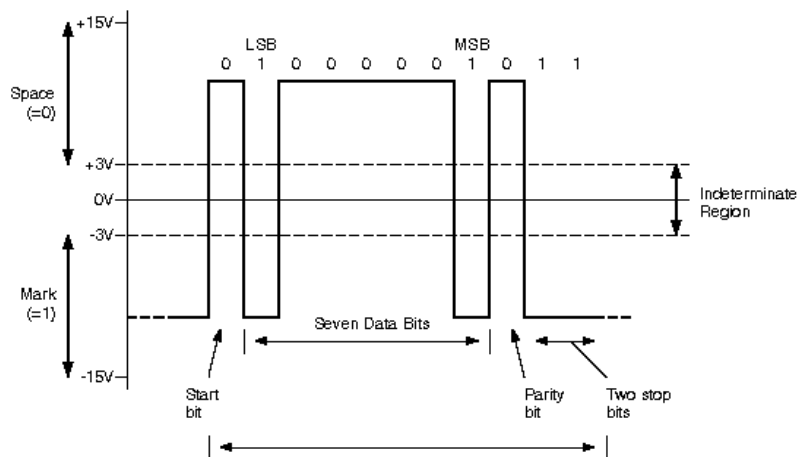 +15V
LSB MSB
0 1 0 0 0 0 0 1 0 1 1
Space
(=0)
+3V
0V
-3V
Indeterminate
Region
Mark
(=1)
Seven Data Bits
-15V
Start
bit
Parity
bit
Two stop
bits